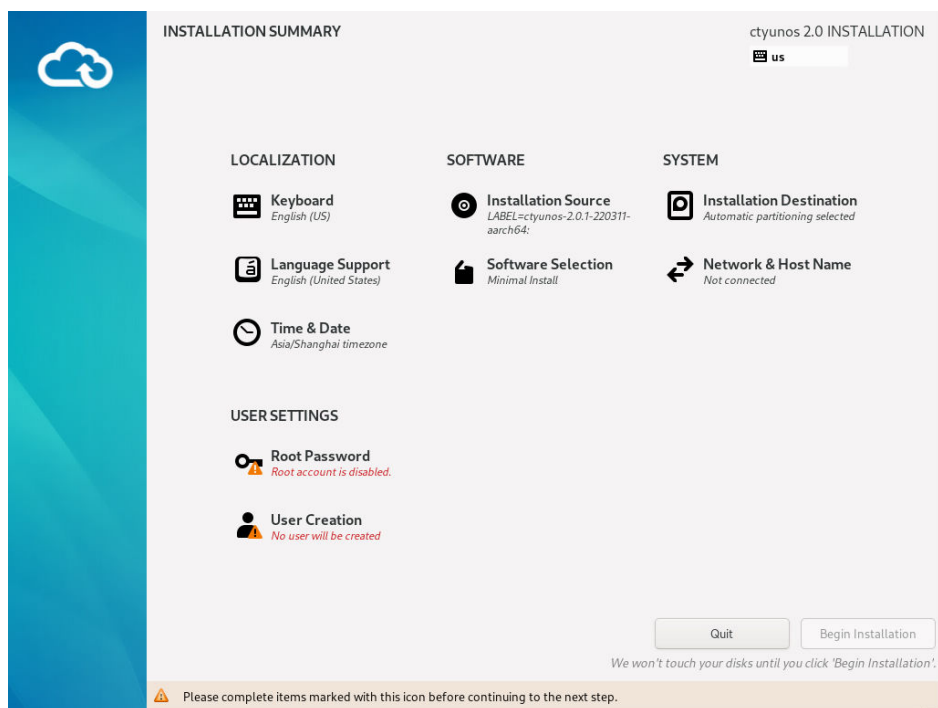 INSTALLATION SUMMARY
ctyunos 2.0 INSTALLATION
us
LOCALIZATION
Keyboard
English (US)
Language Support
English (United States)
Time & Date
Asia/Shanghai timezone
SOFTWARE
Installation Source
LABEL=ctyunos-2.0.1-220311-
aarch64:
Software Selection
Minimal Install
SYSTEM
Installation Destination
Automatic partitioning selected
Network & Host Name
Not connected
USER SETTINGS
Root Password
Root account is disabled.
User Creation
No user will be created
Quit
Begin Installation
We won't touch your disks until you click 'Begin Installation'.
Please complete items marked with this icon before continuing to the next step.